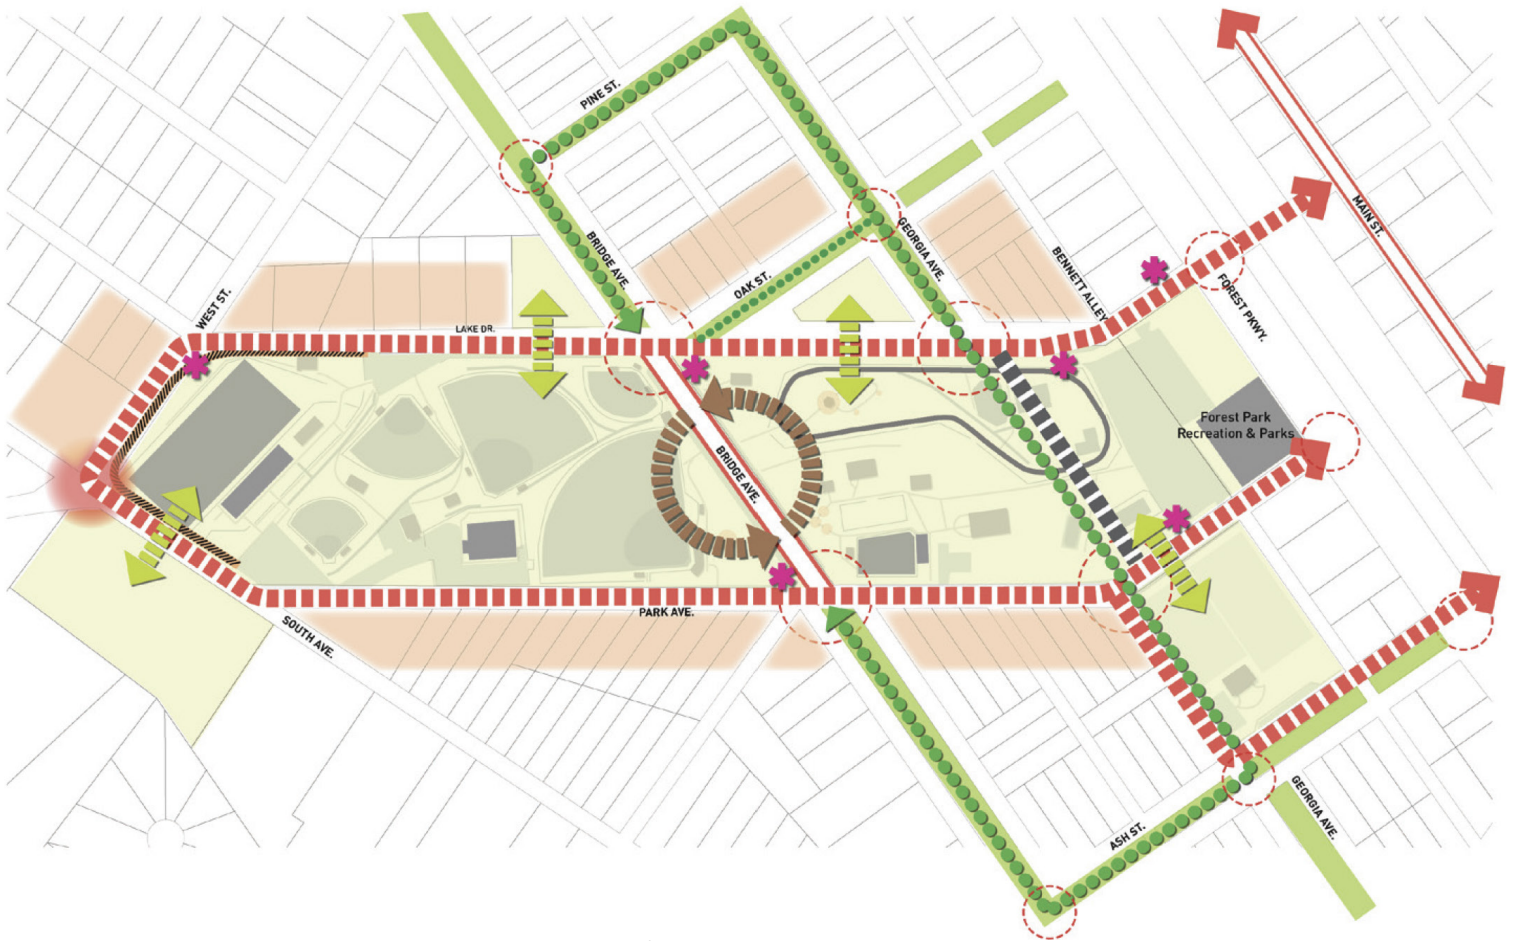 PINE ST.
BRIDGE AVE.
OAK ST.
GEORGIA AVE.
BENNETT ALLEY
MAIN ST.
FOREST PKWY.
WEST ST.
LAKE DR.
Forest Park
Recreation & Parks
BRIDGE AVE.
PARK AVE.
SOUTH AVE.
ASH ST.
GEORGIA AVE.